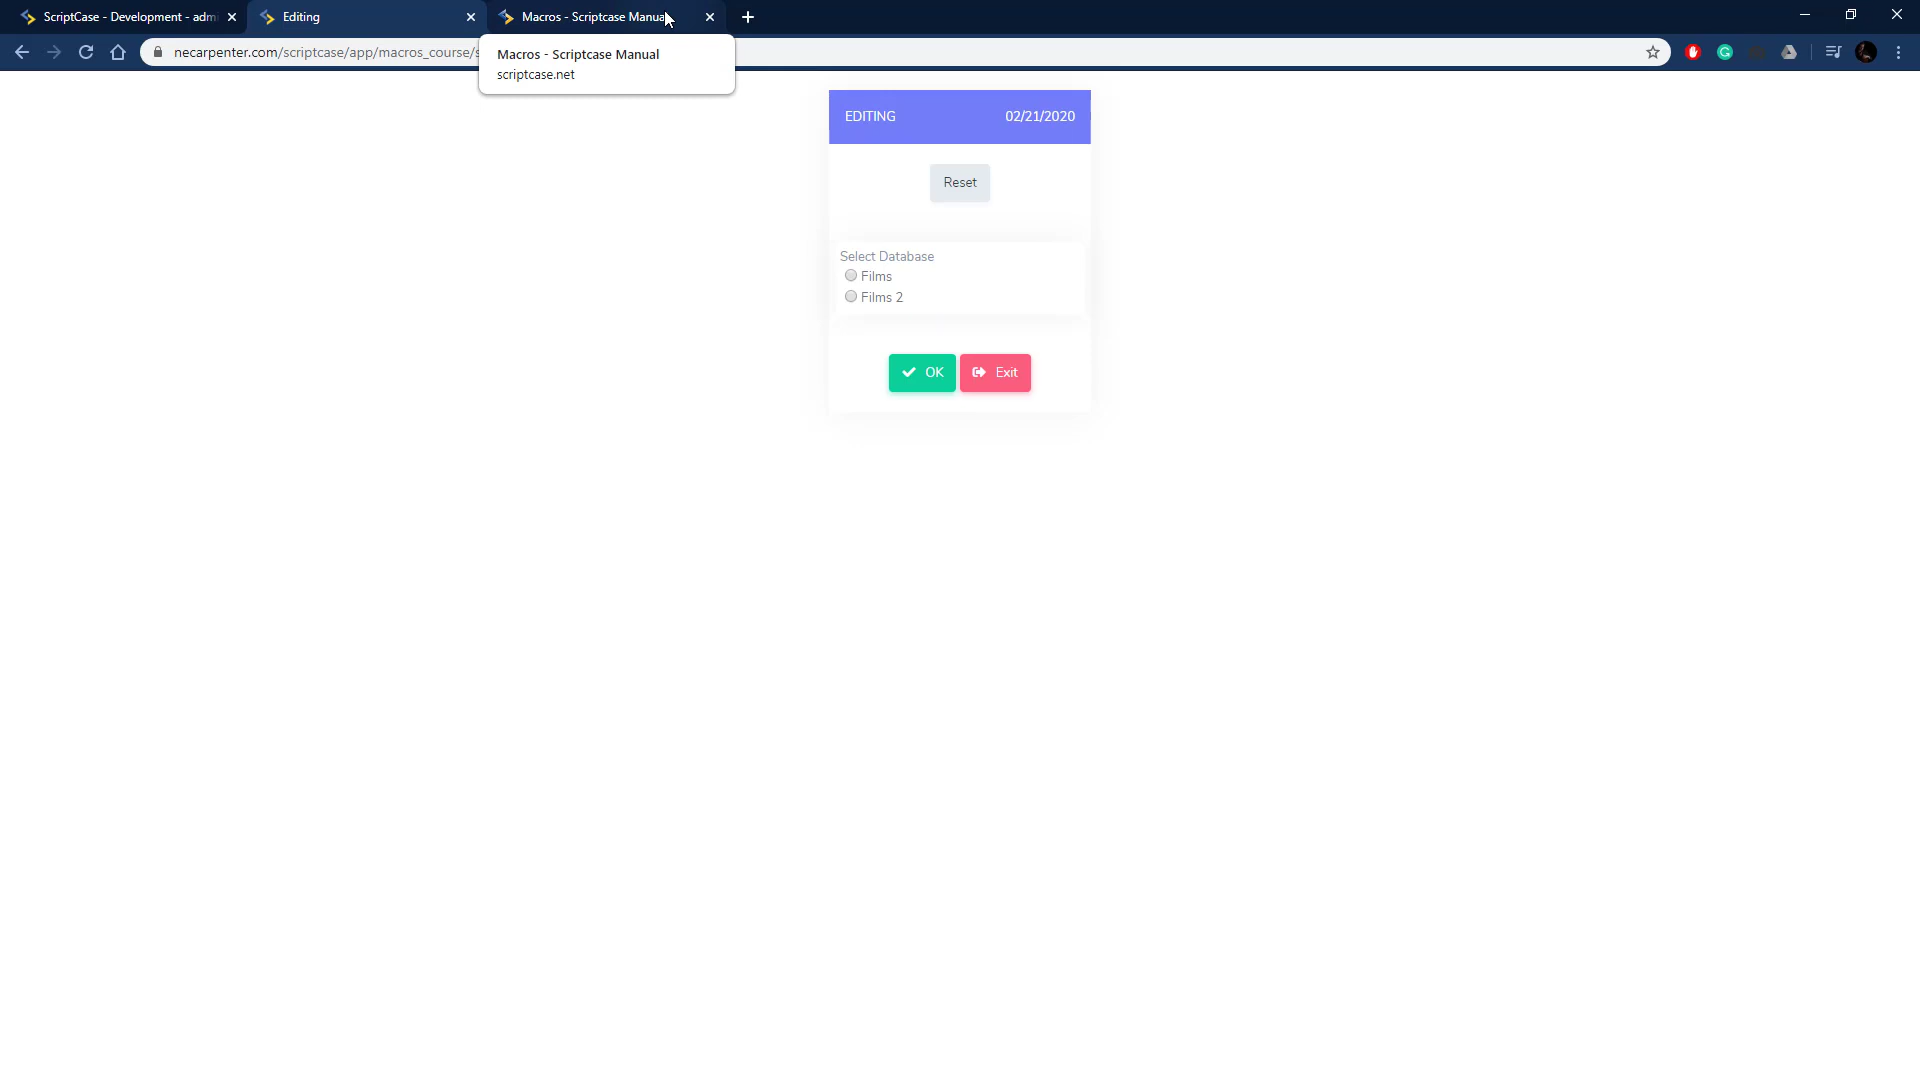 ScriptCase - Development - adm
Editing
Macros - Scriptcase Manua
necarpenter.com/scriptcase/app/macros_course/s
Macros - Scriptcase Manual
scriptcase.net
EDITING
02/21/2020
Reset
Select Database
Films
Films 2
OK
Exit